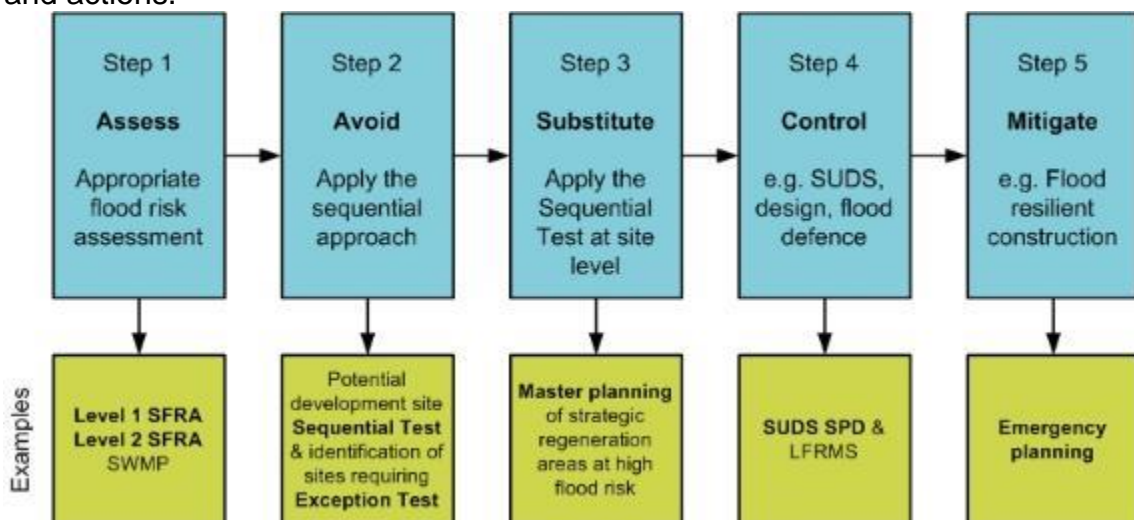 and actions.
Step 1
Assess
Appropriate
flood risk
assessment
Step 2
Avoid
Apply the
sequential
approach
Step 3
Substitute
Apply the
Sequential
Test at site
level
Step 4
Control
e.g. SUDS,
design, flood
defence
Step 5
Mitigate
e.g. Flood
resilient
construction
Examples
Level 1 SFRA
Level 2 SFRA
SWMP
Potential
development site
Sequential Test
& identification of
sites requiring
Exception Test
Master planning
of strategic
regeneration
areas at high
flood risk
SUDS SPD &
LFRMS
Emergency
planning